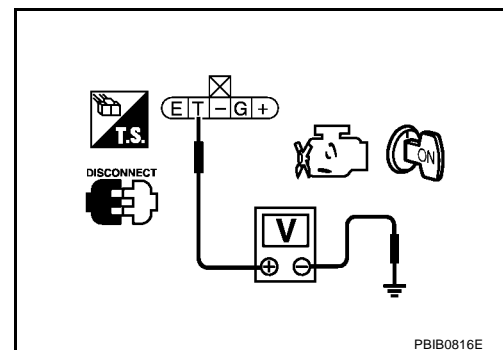 E T − G +
T.S.
DISCONNECT
ON
V
+ −
PBIB0816E